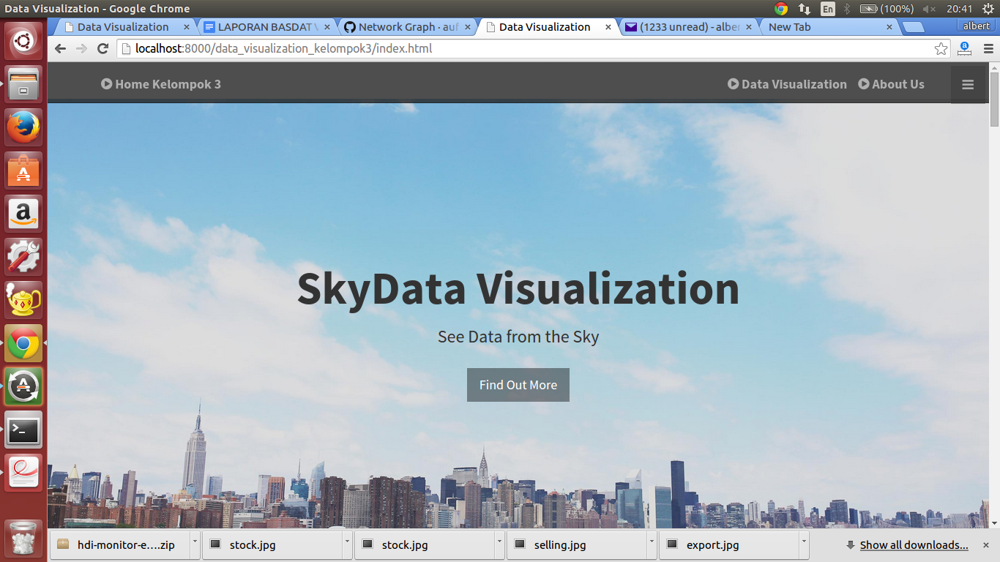 Data Visualization - Google Chrome
En
(100%)
20:41
Data Visualization
LAPORAN BASDAT
Network Graph · auf
Data Visualization
(1233 unread) - alber
New Tab
albert
localhost:8000/data_visualization_kelompok3/index.html
a
Home Kelompok 3
Data Visualization
About Us
SkyData Visualization
See Data from the Sky
Find Out More
A
a
>_
A
hdi-monitor-e....zip
stock.jpg
stock.jpg
selling.jpg
export.jpg
Show all downloads...